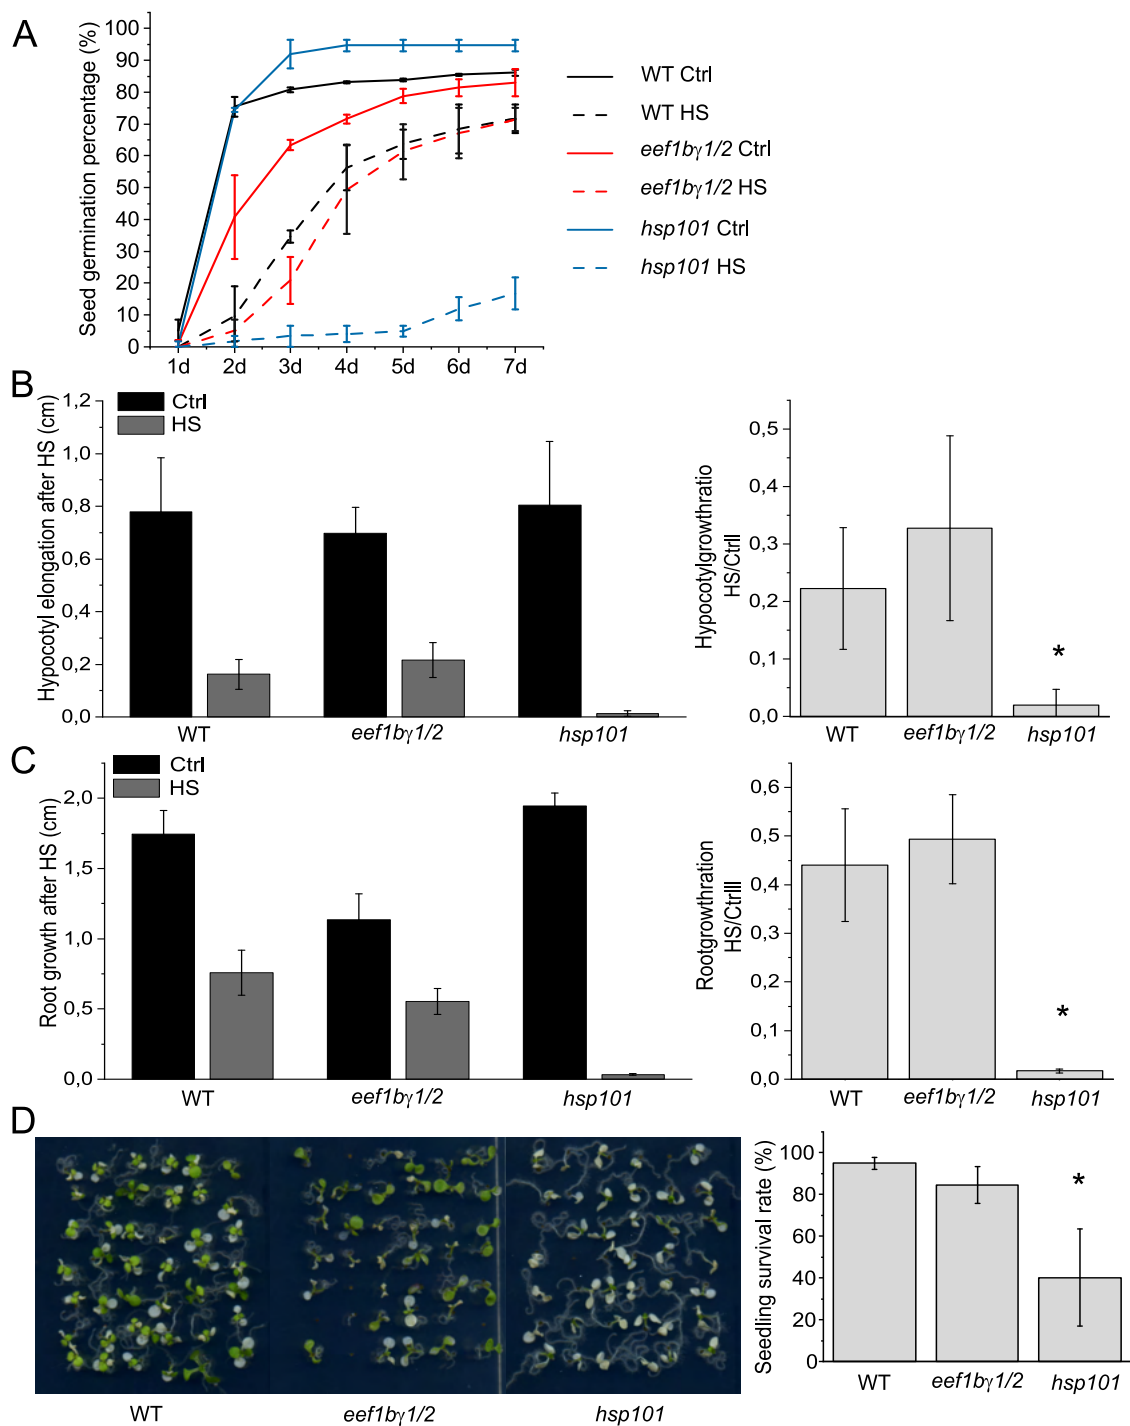 A
Seed germination percentage (%)
100
90
80
70
60
50
40
30
20
10
0
1d 2d 3d 4d 5d 6d 7d
WT Ctrl
WT HS
eef1bγ1/2 Ctrl
eef1bγ1/2 HS
hsp101 Ctrl
hsp101 HS
B
Hypocotyl elongation after HS (cm)
1,2
0,8
0,6
0,4
0,2
0,0
Ctrl
HS
WT eef1bγ1/2 hsp101
Hypocotylgrowthratio
HS/Ctrlll
0,5
0,3
0,2
0,1
0,0
*
WT eef1bγ1/2 hsp101
C
Root growth after HS (cm)
2,0
1,5
1,0
0,5
0,0
Ctrl
HS
WT eef1bγ1/2 hsp101
Rootgrowthration
HS/Ctrllll
0,6
0,5
0,4
0,3
0,2
0,1
0,0
*
WT eef1bγ1/2 hsp101
D
WT eef1bγ1/2 hsp101
Seedling survival rate (%)
100
80
60
40
20
0
*
WT eef1bγ1/2 hsp101